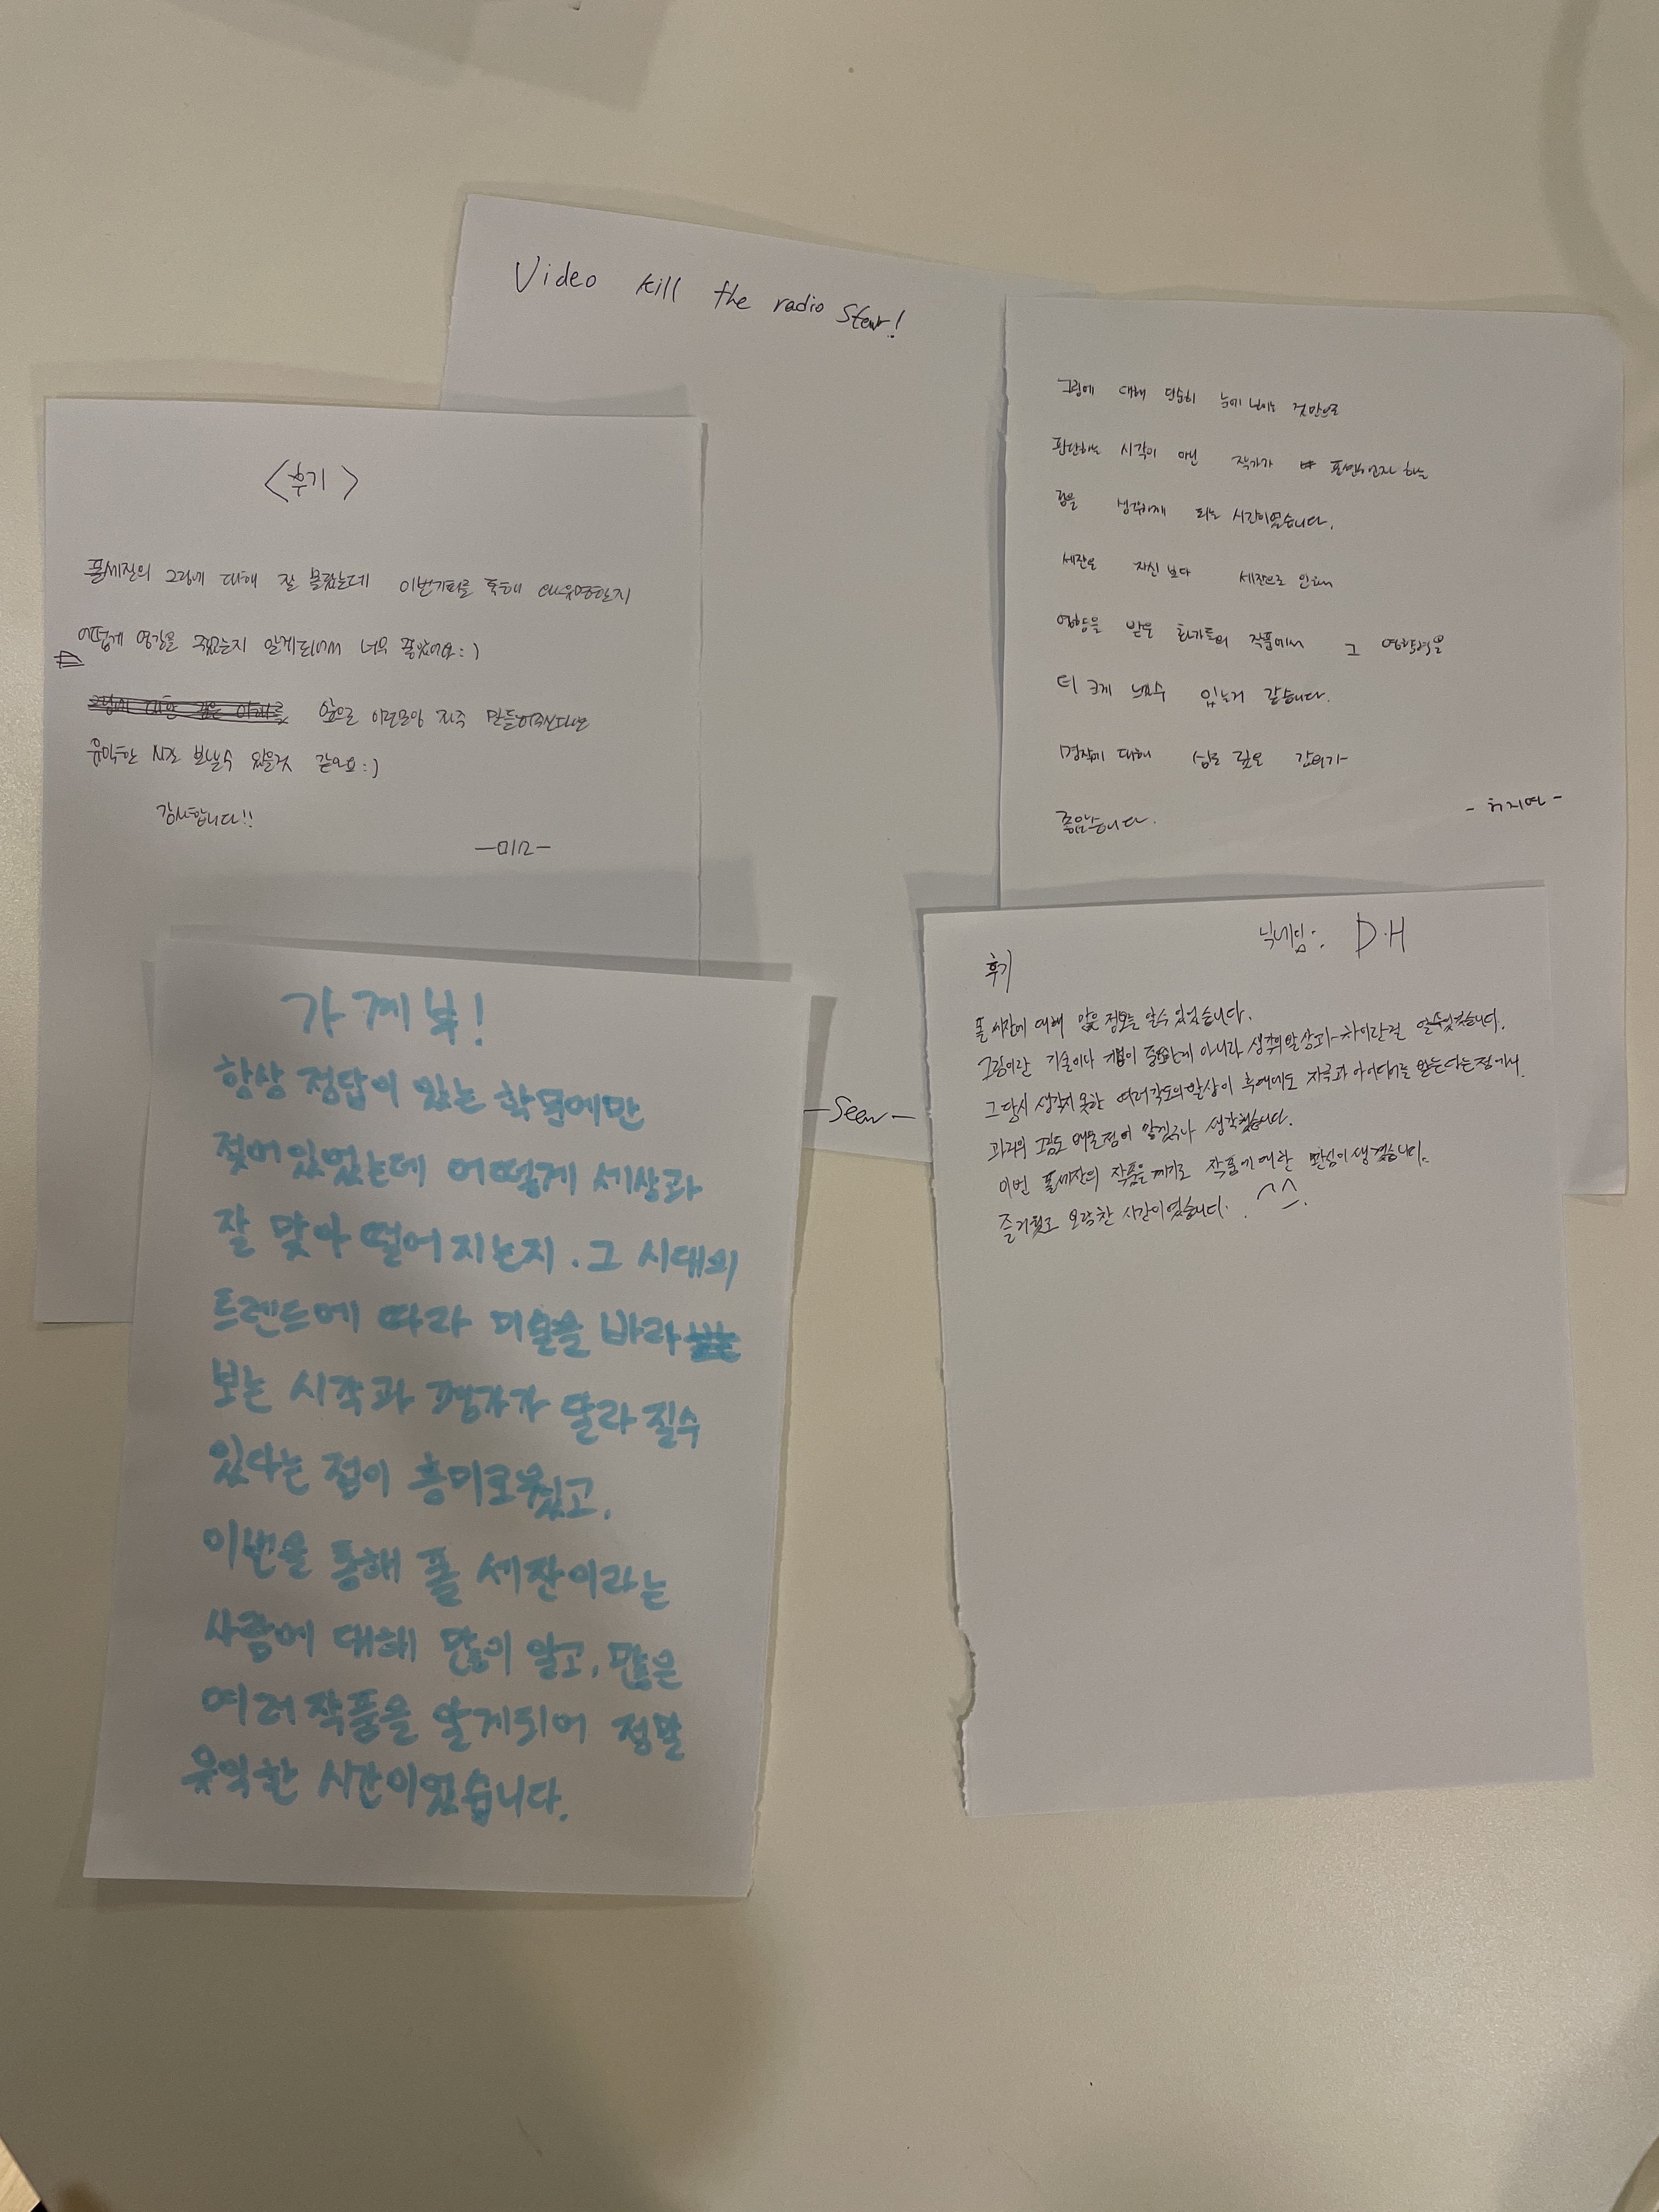 Video kill the radio Star!
—Seen—
<후기>
폴세잔의 그림에 대해 잘 몰랐는데 이번기회를 통해 왜유명한지
어떻게 영감을 줬는지 알게되어서 너무 좋았어요:)
앞으로 이런모임 자주 만들어주신다면
유익한 시간 보낼수 있을것 같아요:)
감사합니다!!
그림에 대해 단순히 눈에 보이는 것만으로
판단하는 시각이 아닌 작가가 표현하고자 하는
점을 생각하게 되는 시간이었습니다.
세잔은 자신 보다 세잔으로 인해
영향을 받은 화가들의 작품에서 그 영향력을
더 크게 느낄수 있는거 같습니다.
명작에 대해 심도 깊은 강의가
좋았습니다.
가계부!
항상 정답이 있는 학문에만
젖어있었는데 어떻게 세상과
잘 맞아 떨어지는지. 그 시대의
트렌드에 따라 미술을 바라
보는 시각과 평가가 달라질수
있다는 점이 흥미로웠고,
이번을 통해 폴 세잔이라는
사람에 대해 많이 알고, 많은
여러작품을 알게되어 정말
유익한 시간이었습니다.
닉네임: D.H
후기
폴 세잔에 대해 많은 정보를 알수 있었습니다.
그림이란 기술이나 기법이 중요한게 아니라 생각의발상과 차이란걸 알수있었습니다.
그당시 생각치 못한 여러각도의발상이 후대에도 자극과 아이디어를 받는다는점에서
과거의 그림도 배울점이 많겠구나 생각했습니다.
이번 폴세잔의 작품을 계기로 작품에 대한 관심이 생겼습니다.
즐거웠고 유익한 시간이였습니다. ^^.